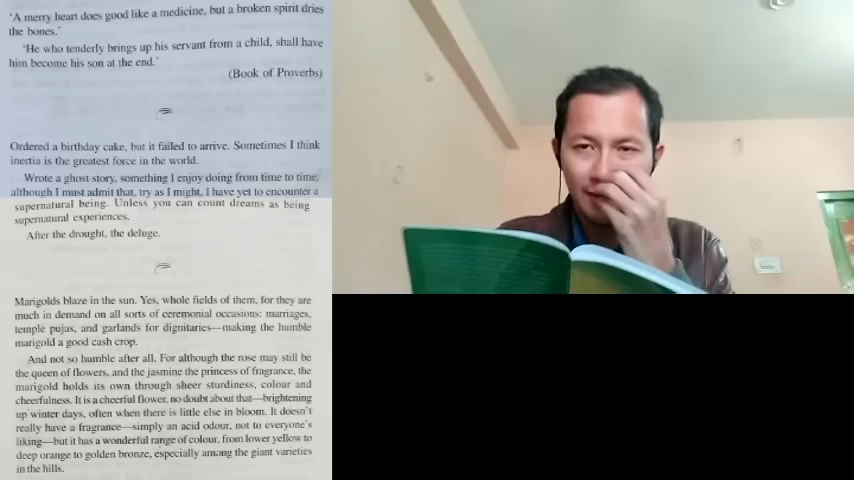 'A merry heart does good like a medicine, but a broken spirit dries
the bones.'
'He who tenderly brings up his servant from a child, shall have
him become his son at the end.'
(Book of Proverbs)
Ordered a birthday cake, but it failed to arrive. Sometimes I think
inertia is the greatest force in the world.
Wrote a ghost story, something I enjoy doing from time to time,
although I must admit that, try as I might, I have yet to encounter a
supernatural being. Unless you can count dreams as being
supernatural experiences.
After the drought, the deluge.
Marigolds blaze in the sun. Yes, whole fields of them, for they are
much in demand on all sorts of ceremonial occasions: marriages,
temple pujas, and garlands for dignitaries—making the humble
marigold a good cash crop.
And not so humble after all. For although the rose may still be
the queen of flowers, and the jasmine the princess of fragrance, the
marigold holds its own through sheer sturdiness, colour and
cheerfulness. It is a cheerful flower, no doubt about that—brightening
up winter days, often when there is little else in bloom. It doesn't
really have a fragrance—simply an acid odour, not to everyone's
liking—but it has a wonderful range of colour, from lower yellow to
deep orange to golden bronze, especially among the giant varieties
in the hills.